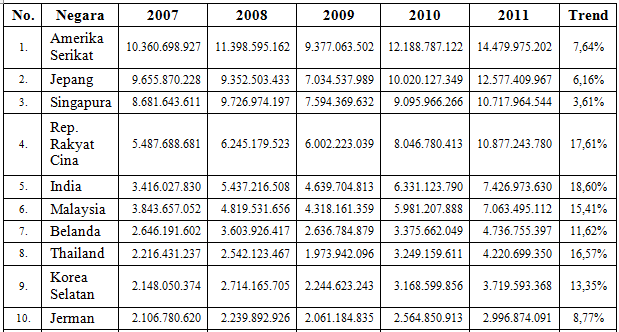 No. Negara 2007 2008 2009 2010 2011 Trend
1. Amerika Serikat 10.360.698.927 11.398.595.162 9.377.063.502 12.188.787.122 14.479.975.202 7,64%
2. Jepang 9.655.870.228 9.352.503.433 7.034.537.989 10.020.127.349 12.577.409.967 6,16%
3. Singapura 8.681.643.611 9.726.974.197 7.594.369.632 9.095.966.266 10.717.964.544 3,61%
4. Rep. Rakyat Cina 5.487.688.681 6.245.179.523 6.002.223.039 8.046.780.413 10.877.243.780 17,61%
5. India 3.416.027.830 5.437.216.508 4.639.704.813 6.331.123.790 7.426.973.630 18,60%
6. Malaysia 3.843.657.052 4.819.531.656 4.318.161.359 5.981.207.888 7.063.495.112 15,41%
7. Belanda 2.646.191.602 3.603.926.417 2.636.784.879 3.375.662.049 4.736.755.397 11,62%
8. Thailand 2.216.431.237 2.542.123.467 1.973.942.096 3.249.159.611 4.220.699.350 16,57%
9. Korea Selatan 2.148.050.374 2.714.165.705 2.244.623.243 3.168.599.856 3.719.593.368 13,35%
10. Jerman 2.106.780.620 2.239.892.926 2.061.184.835 2.564.850.913 2.996.874.091 8,77%